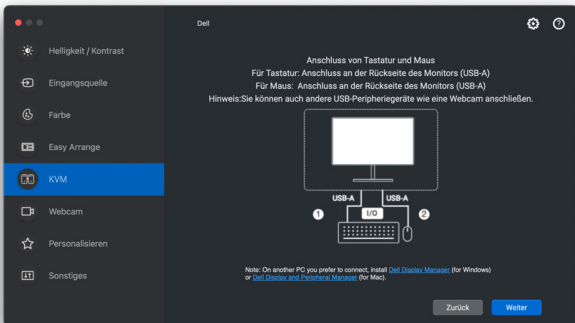 Dell
Helligkeit / Kontrast
Eingangsquelle
Farbe
Easy Arrange
KVM
Webcam
Personalisieren
Sonstiges
Anschluss von Tastatur und Maus
Für Tastatur: Anschluss an der Rückseite des Monitors (USB-A)
Für Maus: Anschluss an der Rückseite des Monitors (USB-A)
Hinweis:Sie können auch andere USB-Peripheriegeräte wie eine Webcam anschließen.
USB-A USB-A
1 I/O 2
Note: On another PC you prefer to connect, install Dell Display Manager (for Windows)
or Dell Display and Peripheral Manager (for Mac).
Zurück Weiter